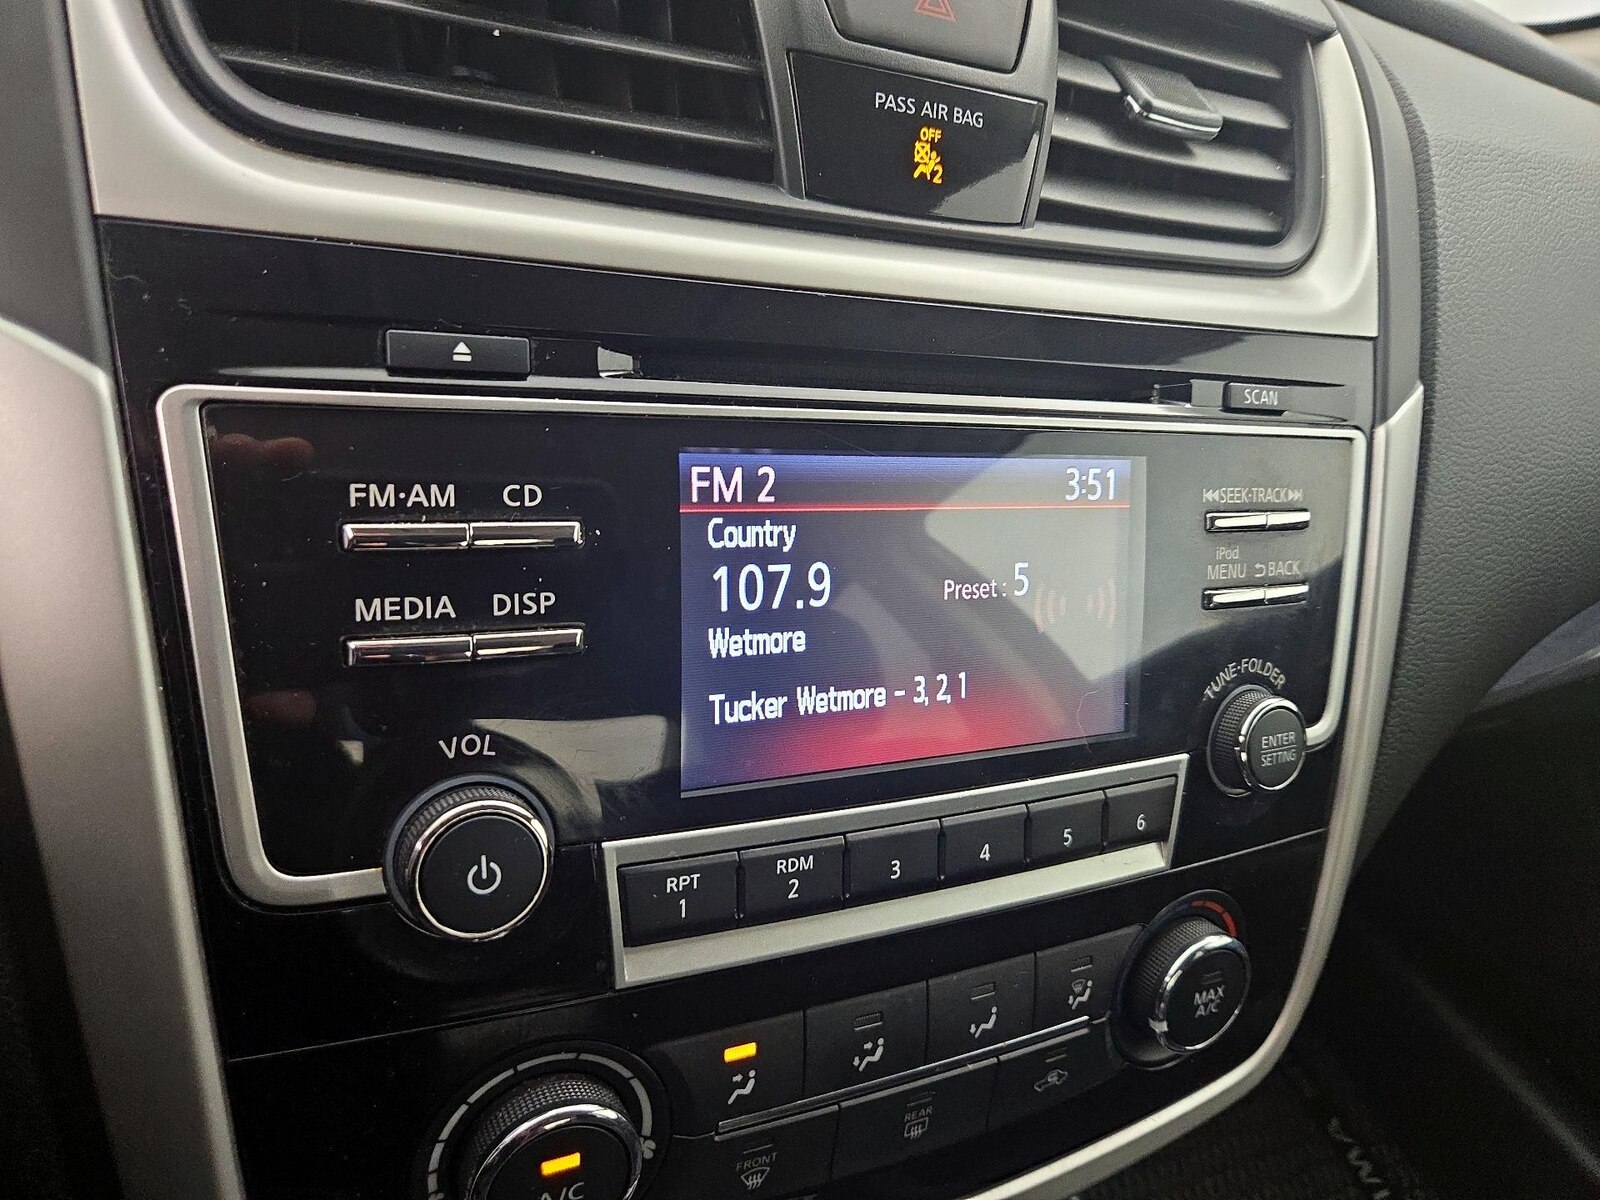 PASS AIR BAG
OFF
2
SCAN
FM·AM CD
MEDIA DISP
VOL
FM 2 3:51
Country
107.9 Preset : 5
Wetmore
Tucker Wetmore - 3, 2, 1
SEEK·TRACK
iPod
MENU BACK
TUNE·FOLDER
ENTER
SETTING
RPT
1
RDM
2
3
4
5
6
MAX
A/C
REAR
FRONT
A/C